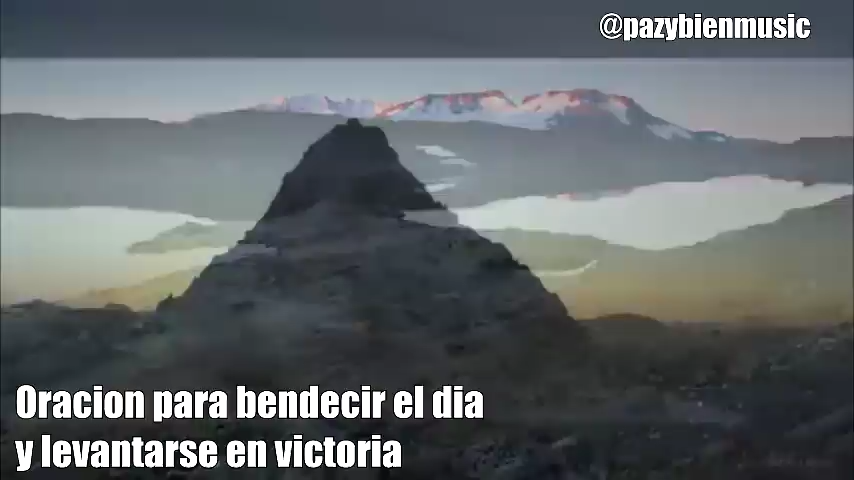 @pazybienmusic
Oracion para bendecir el dia
y levantarse en victoria